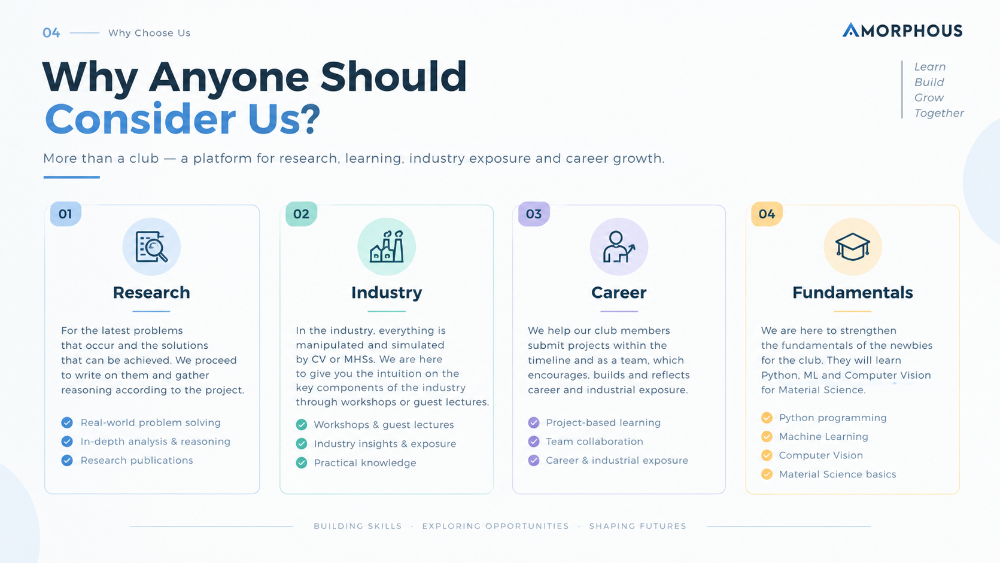 04 Why Choose Us
AMORPHOUS
Learn
Build
Grow
Together
Why Anyone Should
Consider Us?
More than a club — a platform for research, learning, industry exposure and career growth.
01
Research
For the latest problems
that occur and the solutions
that can be achieved. We proceed
to write on them and gather
reasoning according to the project.
Real-world problem solving
In-depth analysis & reasoning
Research publications
02
Industry
In the industry, everything is
manipulated and simulated
by CV or MHSs. We are here
to give you the intuition on the
key components of the industry
through workshops or guest lectures.
Workshops & guest lectures
Industry insights & exposure
Practical knowledge
03
Career
We help our club members
submit projects within the
timeline and as a team, which
encourages, builds and reflects
career and industrial exposure.
Project-based learning
Team collaboration
Career & industrial exposure
04
Fundamentals
We are here to strengthen
the fundamentals of the newbies
for the club. They will learn
Python, ML and Computer Vision
for Material Science.
Python programming
Machine Learning
Computer Vision
Material Science basics
BUILDING SKILLS · EXPLORING OPPORTUNITIES · SHAPING FUTURES